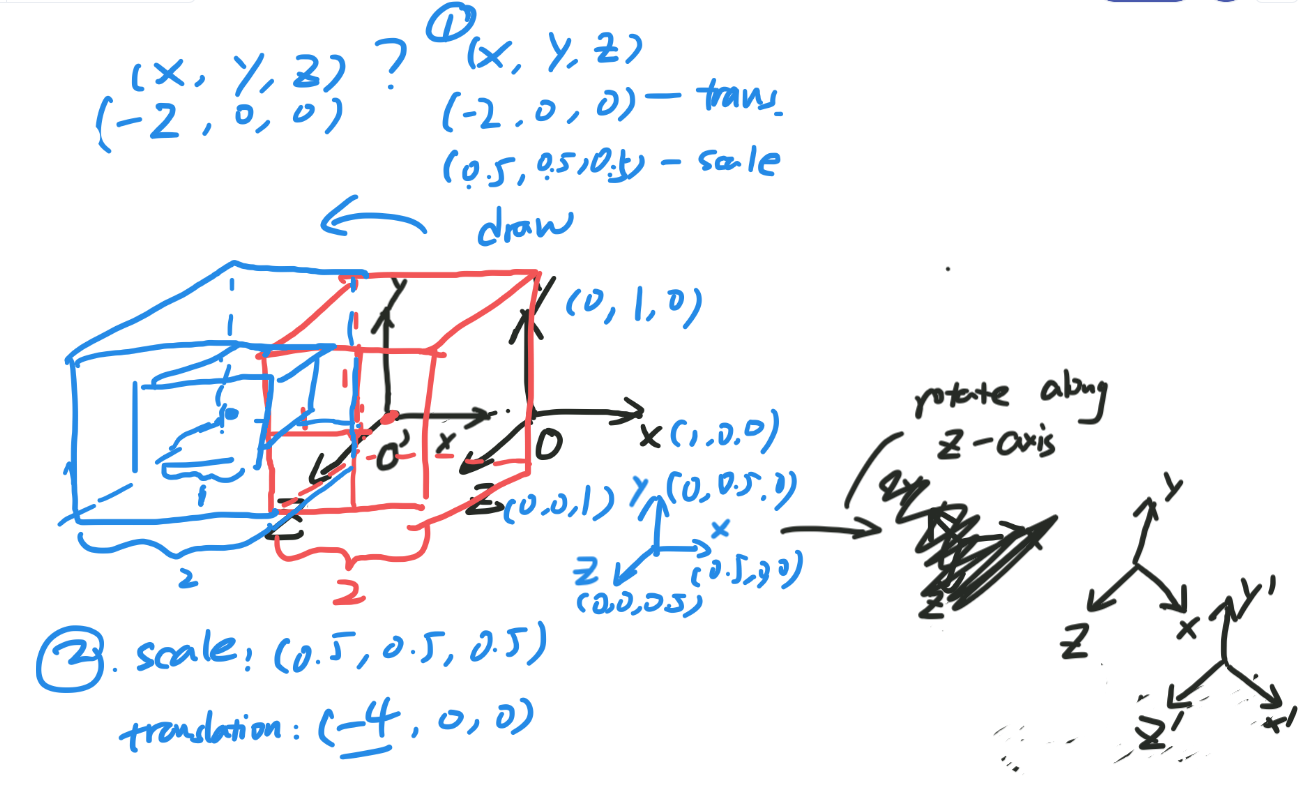 (X, Y, Z) ?
(-2, 0, 0)
①
(X, Y, Z)
(-2, 0, 0) — trans.
(0.5, 0.5, 0.5) — scale
draw
Y
Y (0, 1, 0)
X
O'
O
X (1, 0, 0)
Z
Z (0, 0, 1)
1
2
2
Y (0, 0.5, 0)
X
(0.5, 0, 0)
Z
(0, 0, 0.5)
rotate along
Z-axis
Z
Y
X
Z
Y'
X'
Z'
②. scale: (0.5, 0.5, 0.5)
translation: (-4, 0, 0)